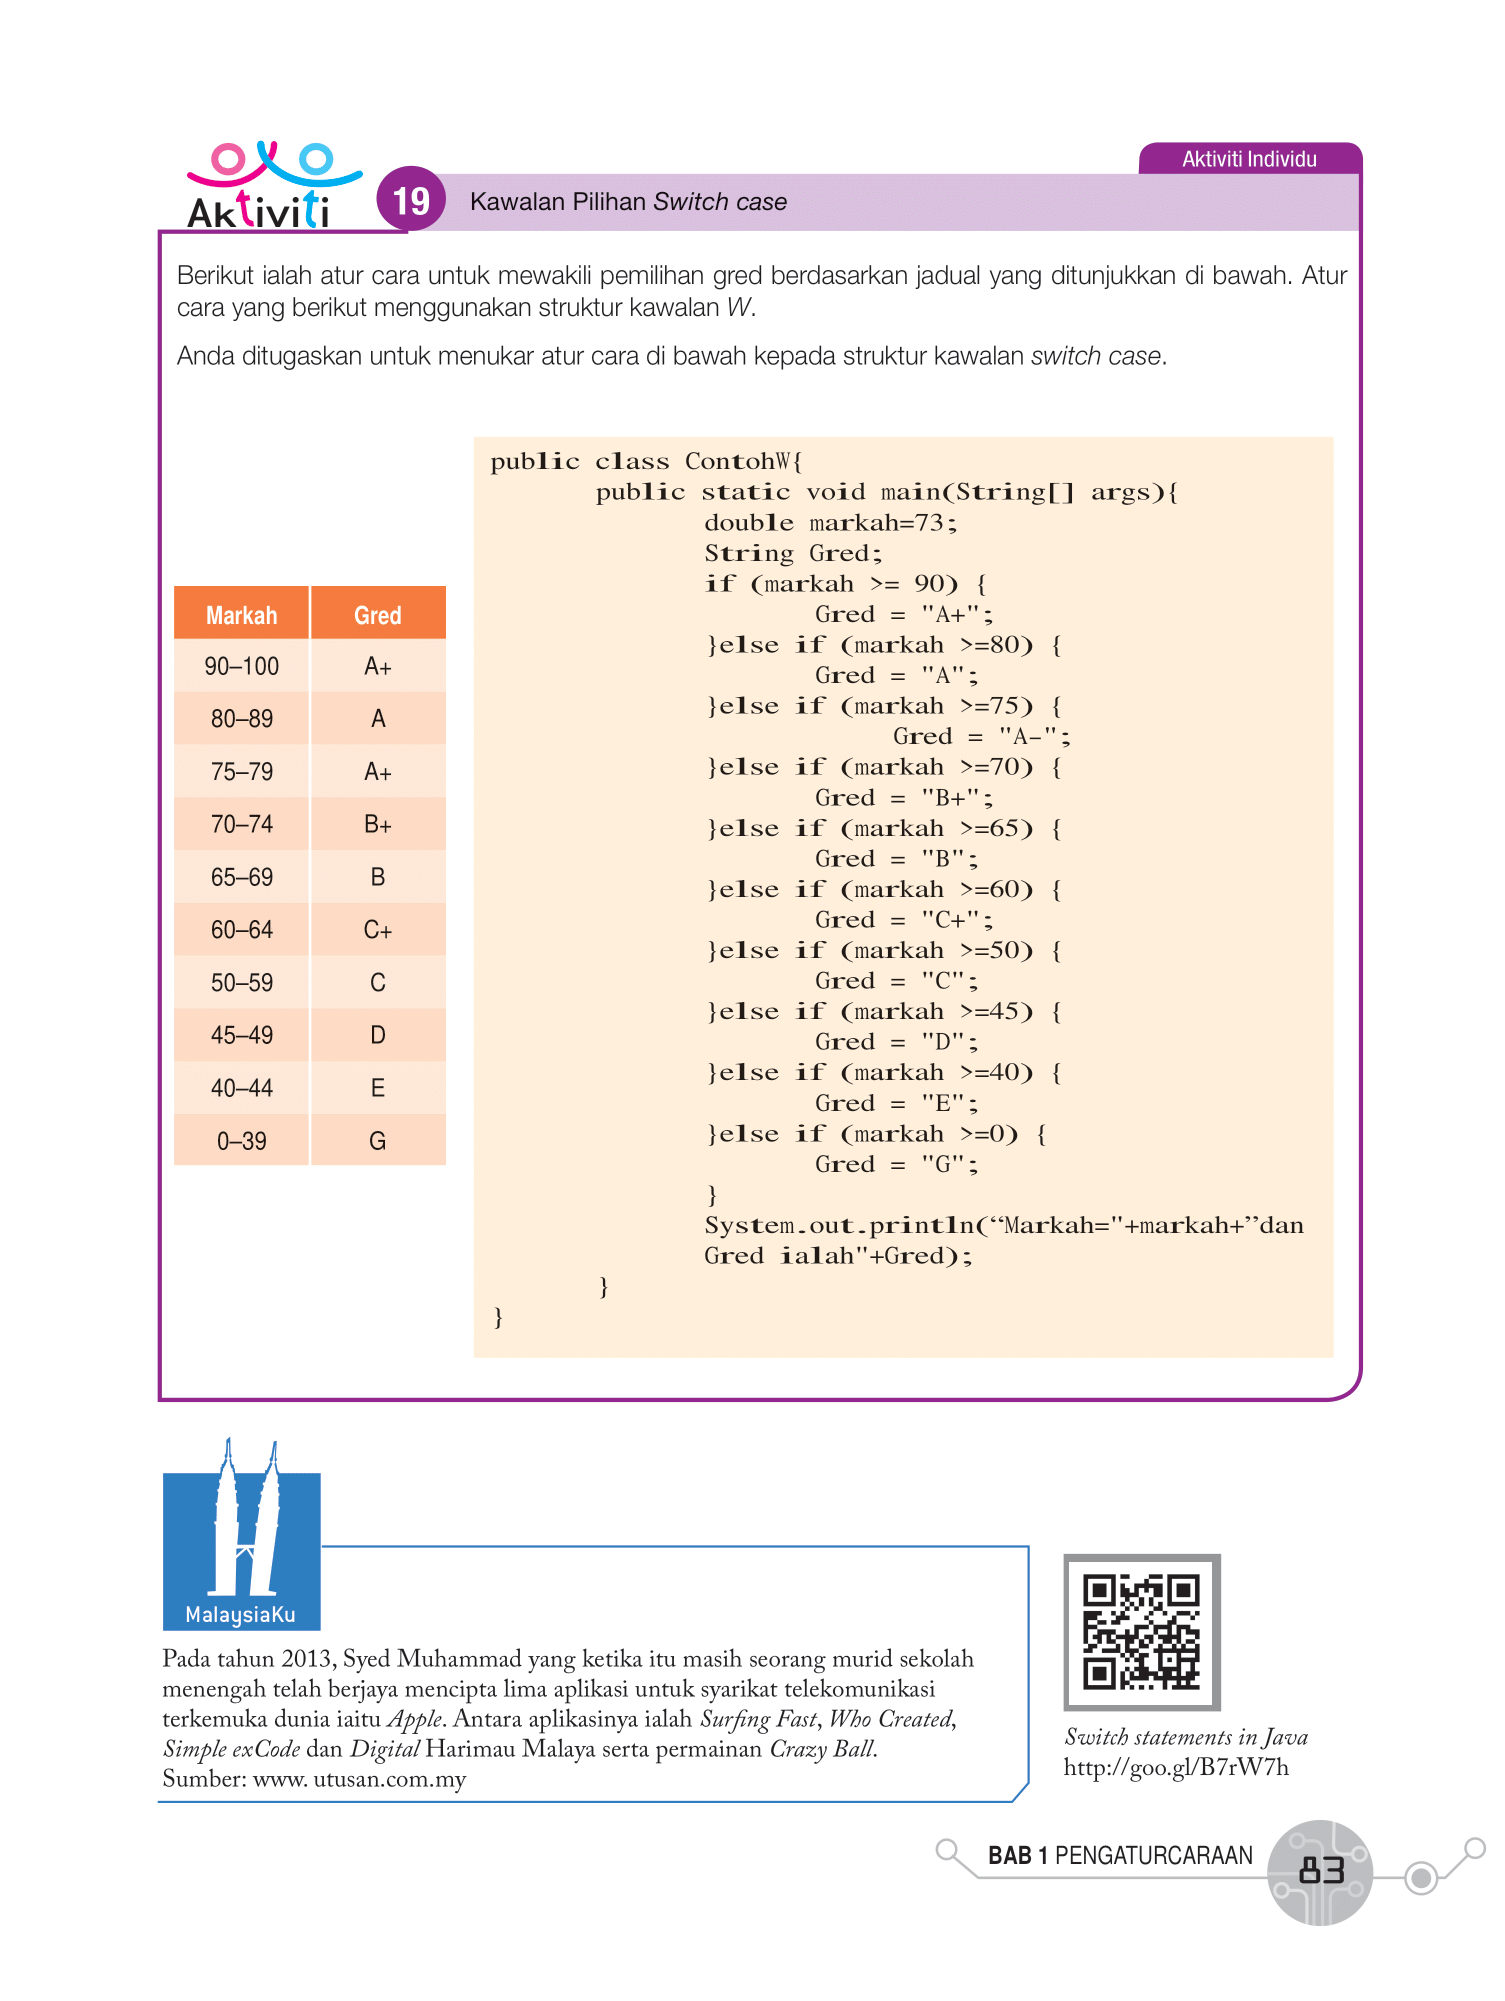 Aktiviti
19
Kawalan Pilihan Switch case
Aktiviti Individu
Berikut ialah atur cara untuk mewakili pemilihan gred berdasarkan jadual yang ditunjukkan di bawah. Atur
cara yang berikut menggunakan struktur kawalan W.
Anda ditugaskan untuk menukar atur cara di bawah kepada struktur kawalan switch case.
Markah Gred
90–100 A+
80–89 A
75–79 A+
70–74 B+
65–69 B
60–64 C+
50–59 C
45–49 D
40–44 E
0–39 G
public class ContohW{
public static void main(String[] args){
double markah=73;
String Gred;
if (markah >= 90) {
Gred = "A+";
}else if (markah >=80) {
Gred = "A";
}else if (markah >=75) {
Gred = "A–";
}else if (markah >=70) {
Gred = "B+";
}else if (markah >=65) {
Gred = "B";
}else if (markah >=60) {
Gred = "C+";
}else if (markah >=50) {
Gred = "C";
}else if (markah >=45) {
Gred = "D";
}else if (markah >=40) {
Gred = "E";
}else if (markah >=0) {
Gred = "G";
}
System.out.println(“Markah="+markah+”dan
Gred ialah"+Gred);
}
}
MalaysiaKu
Pada tahun 2013, Syed Muhammad yang ketika itu masih seorang murid sekolah
menengah telah berjaya mencipta lima aplikasi untuk syarikat telekomunikasi
terkemuka dunia iaitu Apple. Antara aplikasinya ialah Surfing Fast, Who Created,
Simple exCode dan Digital Harimau Malaya serta permainan Crazy Ball.
Sumber: www. utusan.com.my
Switch statements in Java
http://goo.gl/B7rW7h
BAB 1 PENGATURCARAAN
83